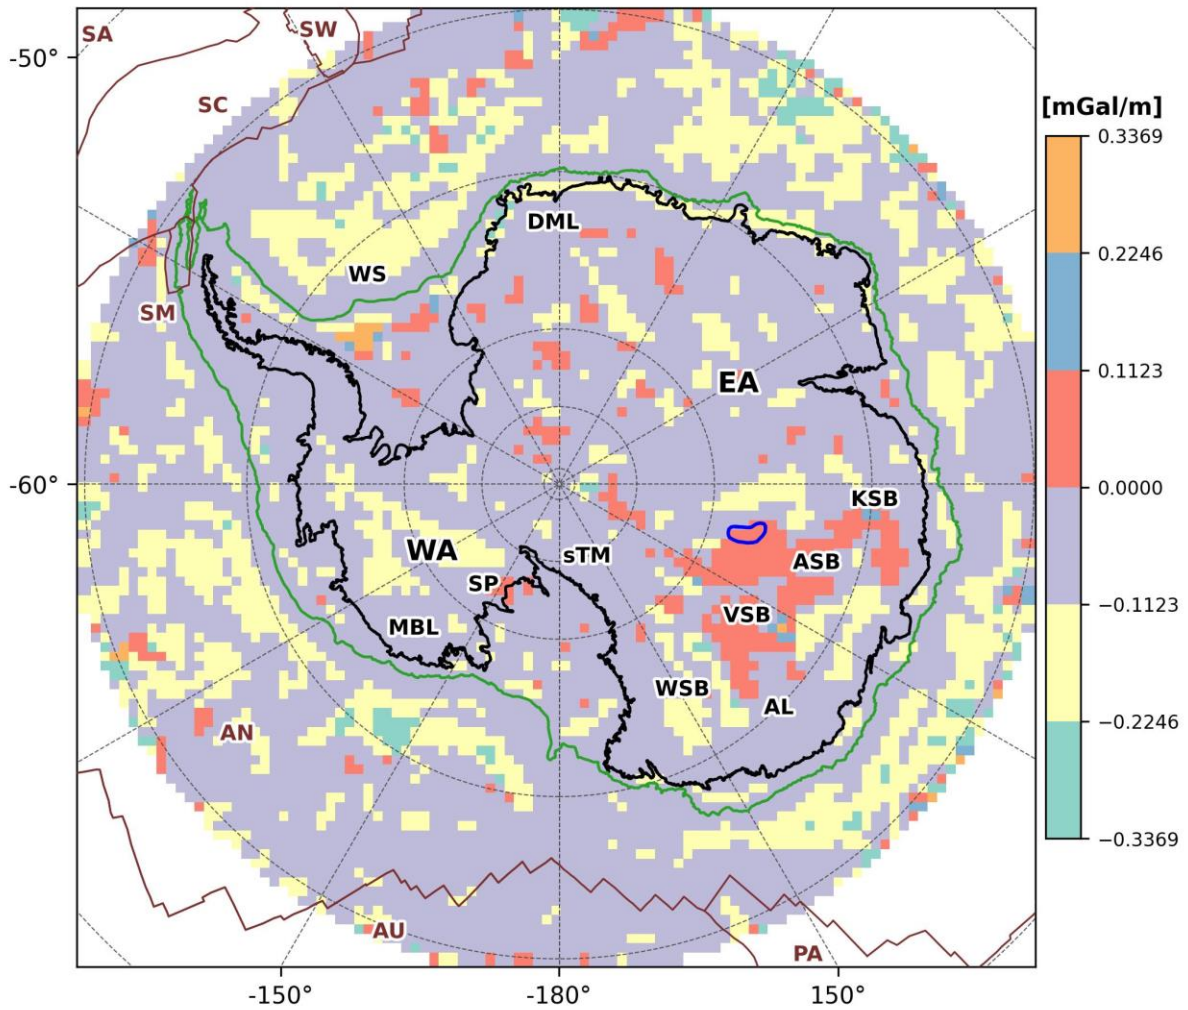 SA
SW
-50°
SC
[mGal/m]
0.3369
DML
0.2246
WS
SM
0.1123
EA
-60°
0.0000
KSB
WA
sTM
ASB
SP
−0.1123
VSB
MBL
WSB
AL
−0.2246
AN
−0.3369
AU
PA
-150°
-180°
150°